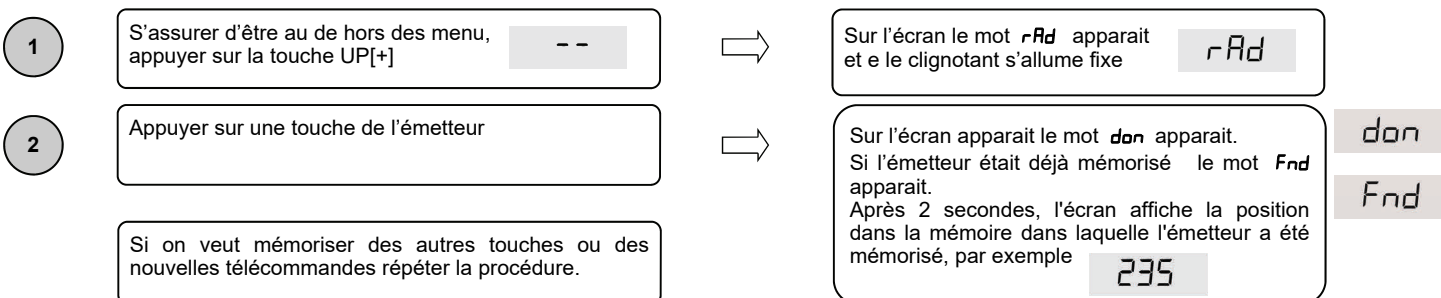 1
S'assurer d'être au de hors des menu,
appuyer sur la touche UP[+]
--
Sur l'écran le mot rAd apparait
et e le clignotant s'allume fixe
rAd
2
Appuyer sur une touche de l'émetteur
Sur l'écran apparait le mot don apparait.
Si l'émetteur était déjà mémorisé le mot Fnd
apparait.
Après 2 secondes, l'écran affiche la position
dans la mémoire dans laquelle l'émetteur a été
mémorisé, par exemple
235
don
Fnd
Si on veut mémoriser des autres touches ou des
nouvelles télécommandes répéter la procédure.